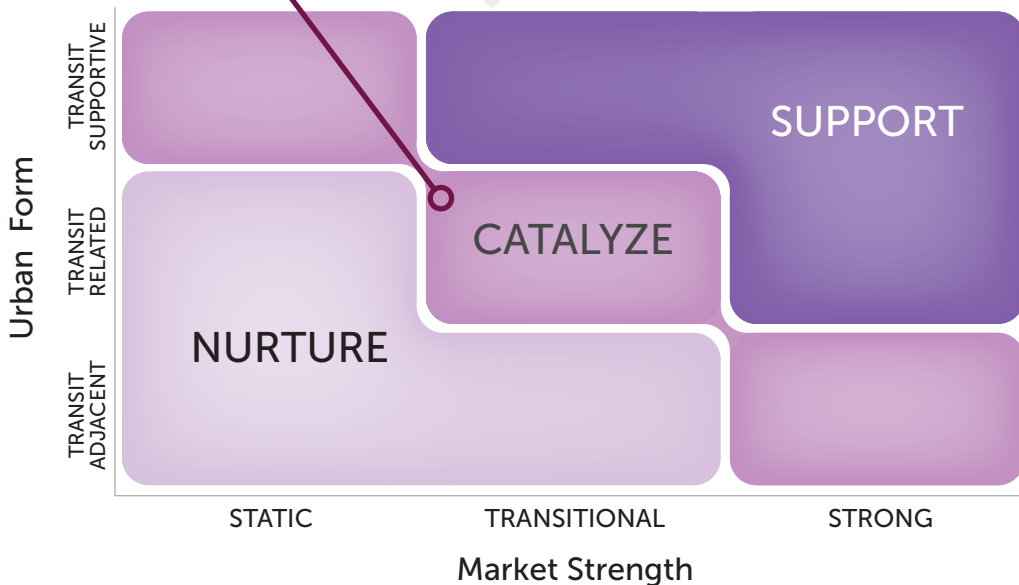 Urban Form
TRANSIT
SUPPORTIVE
TRANSIT
RELATED
TRANSIT
ADJACENT
SUPPORT
CATALYZE
NURTURE
STATIC
TRANSITIONAL
STRONG
Market Strength